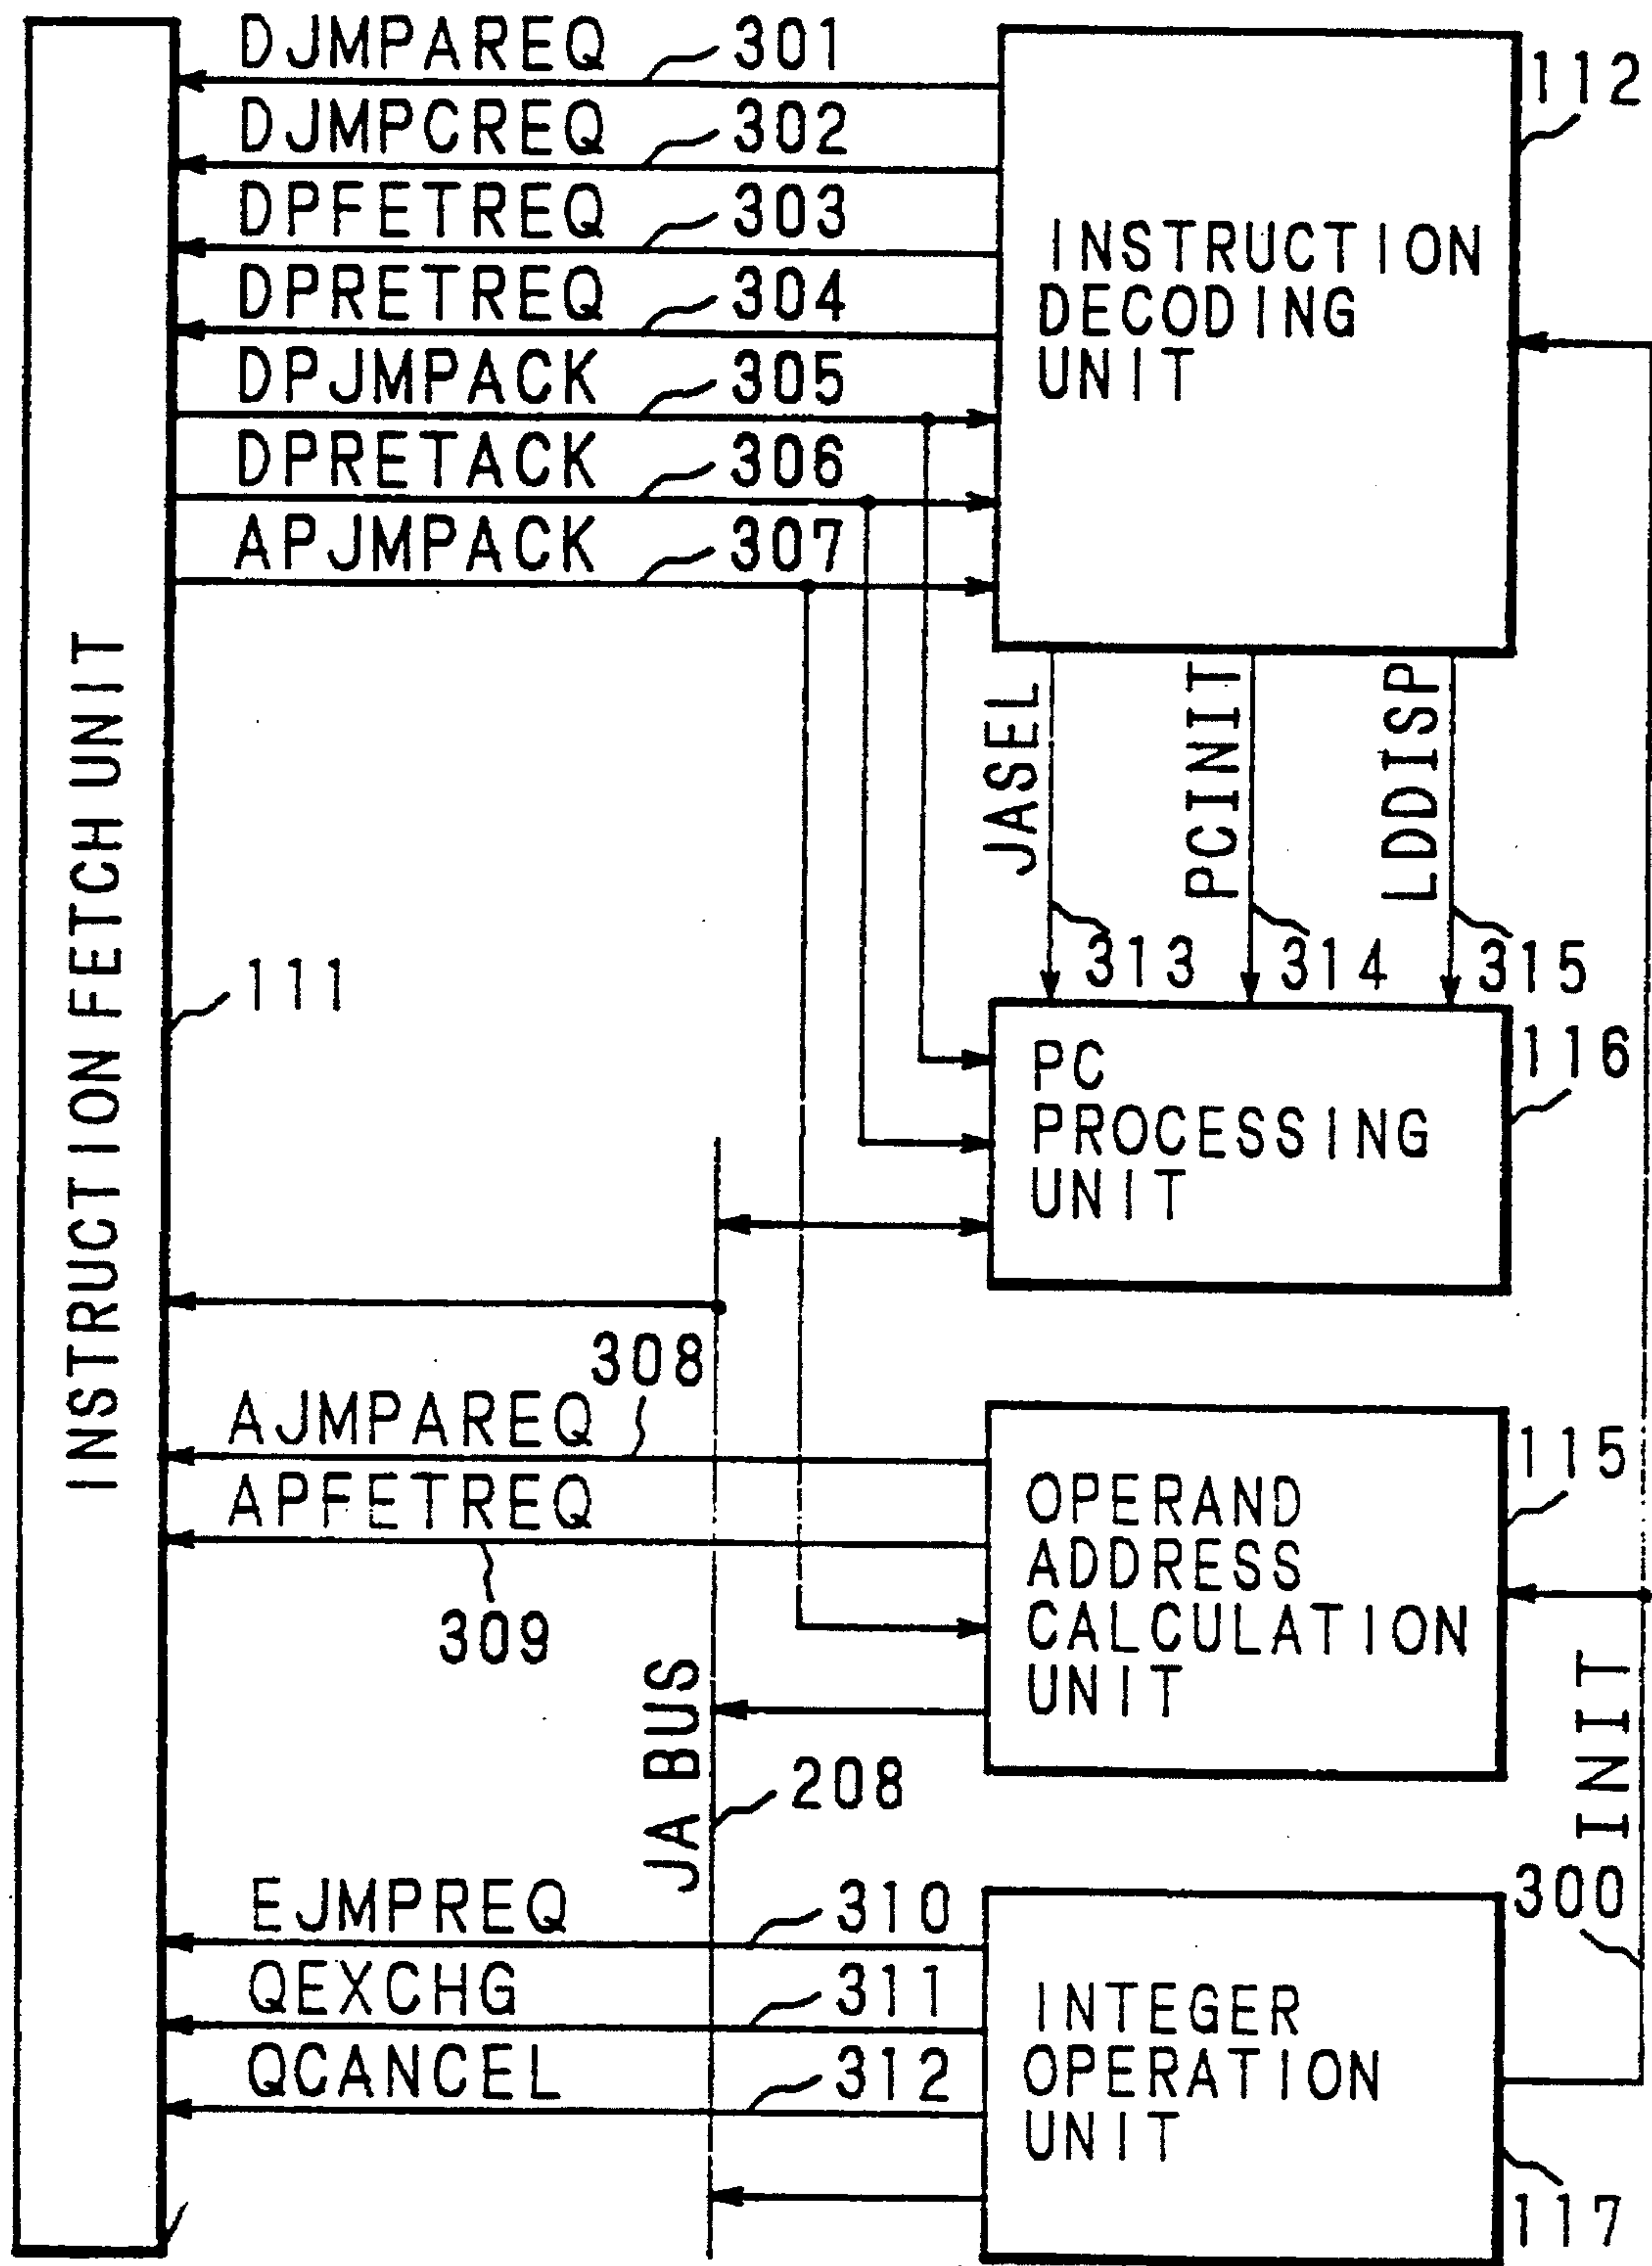 DJMPAREQ 301
DJMPCREQ 302
DPFETREQ 303
DPRETREQ 304
DPJMPACK 305
DPRETACK 306
APJMPACK 307
112
INSTRUCTION
DECODING
UNIT
INSTRUCTION FETCH UNIT
111
JASEL
PCINIT
LDDISP
313
314
315
116
PC
PROCESSING
UNIT
308
AJMPAREQ
APFETREQ
309
115
OPERAND
ADDRESS
CALCULATION
UNIT
JA BUS
208
INIT
300
EJMPREQ 310
QEXCHG 311
QCANCEL 312
INTEGER
OPERATION
UNIT
117